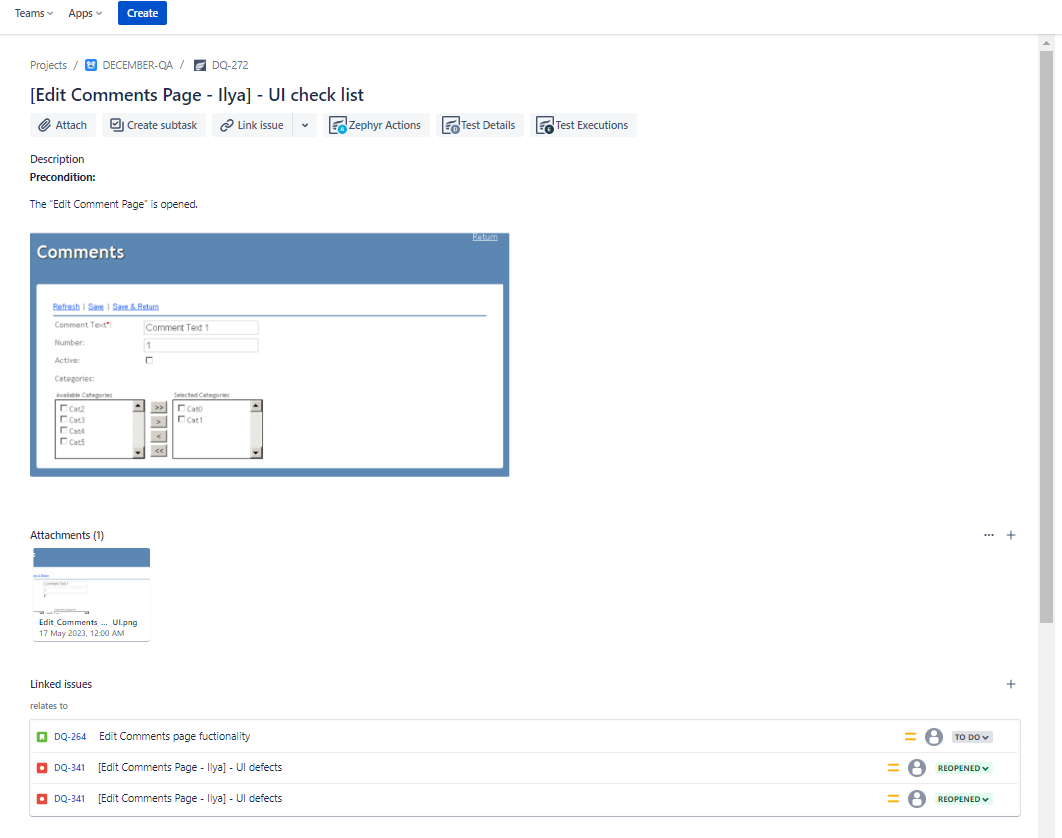 Teams Apps Create
Projects / DECEMBER-QA / DQ-272
[Edit Comments Page - Ilya] - UI check list
Attach Create subtask Link issue Zephyr Actions Test Details Test Executions
Description
Precondition:
The “Edit Comment Page” is opened.
Return
Comments
Refresh | Save | Save & Return
Comment Text*: Comment Text 1
Number: 1
Active:
Categories:
Available Categories Selected Categories
Cat2 >> Cat0
Cat3 > Cat1
Cat4 <
Cat5 <<
Attachments (1)
Comment Text 1
Edit Comments ... _UI.png
17 May 2023, 12:00 AM
Linked issues
relates to
DQ-264 Edit Comments page fuctionality TO DO
DQ-341 [Edit Comments Page - Ilya] - UI defects REOPENED
DQ-341 [Edit Comments Page - Ilya] - UI defects REOPENED